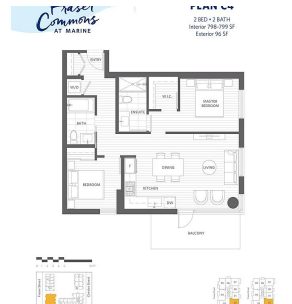 Fraser
Commons
AT MARINE
PLAN C4
2 BED + 2 BATH
Interior 798-799 SF
Exterior 96 SF
ENTRY
W/D
W.I.C.
MASTER
BEDROOM
ENSUITE
BATH
DINING
LIVING
BEDROOM
KITCHEN
DW
BALCONY